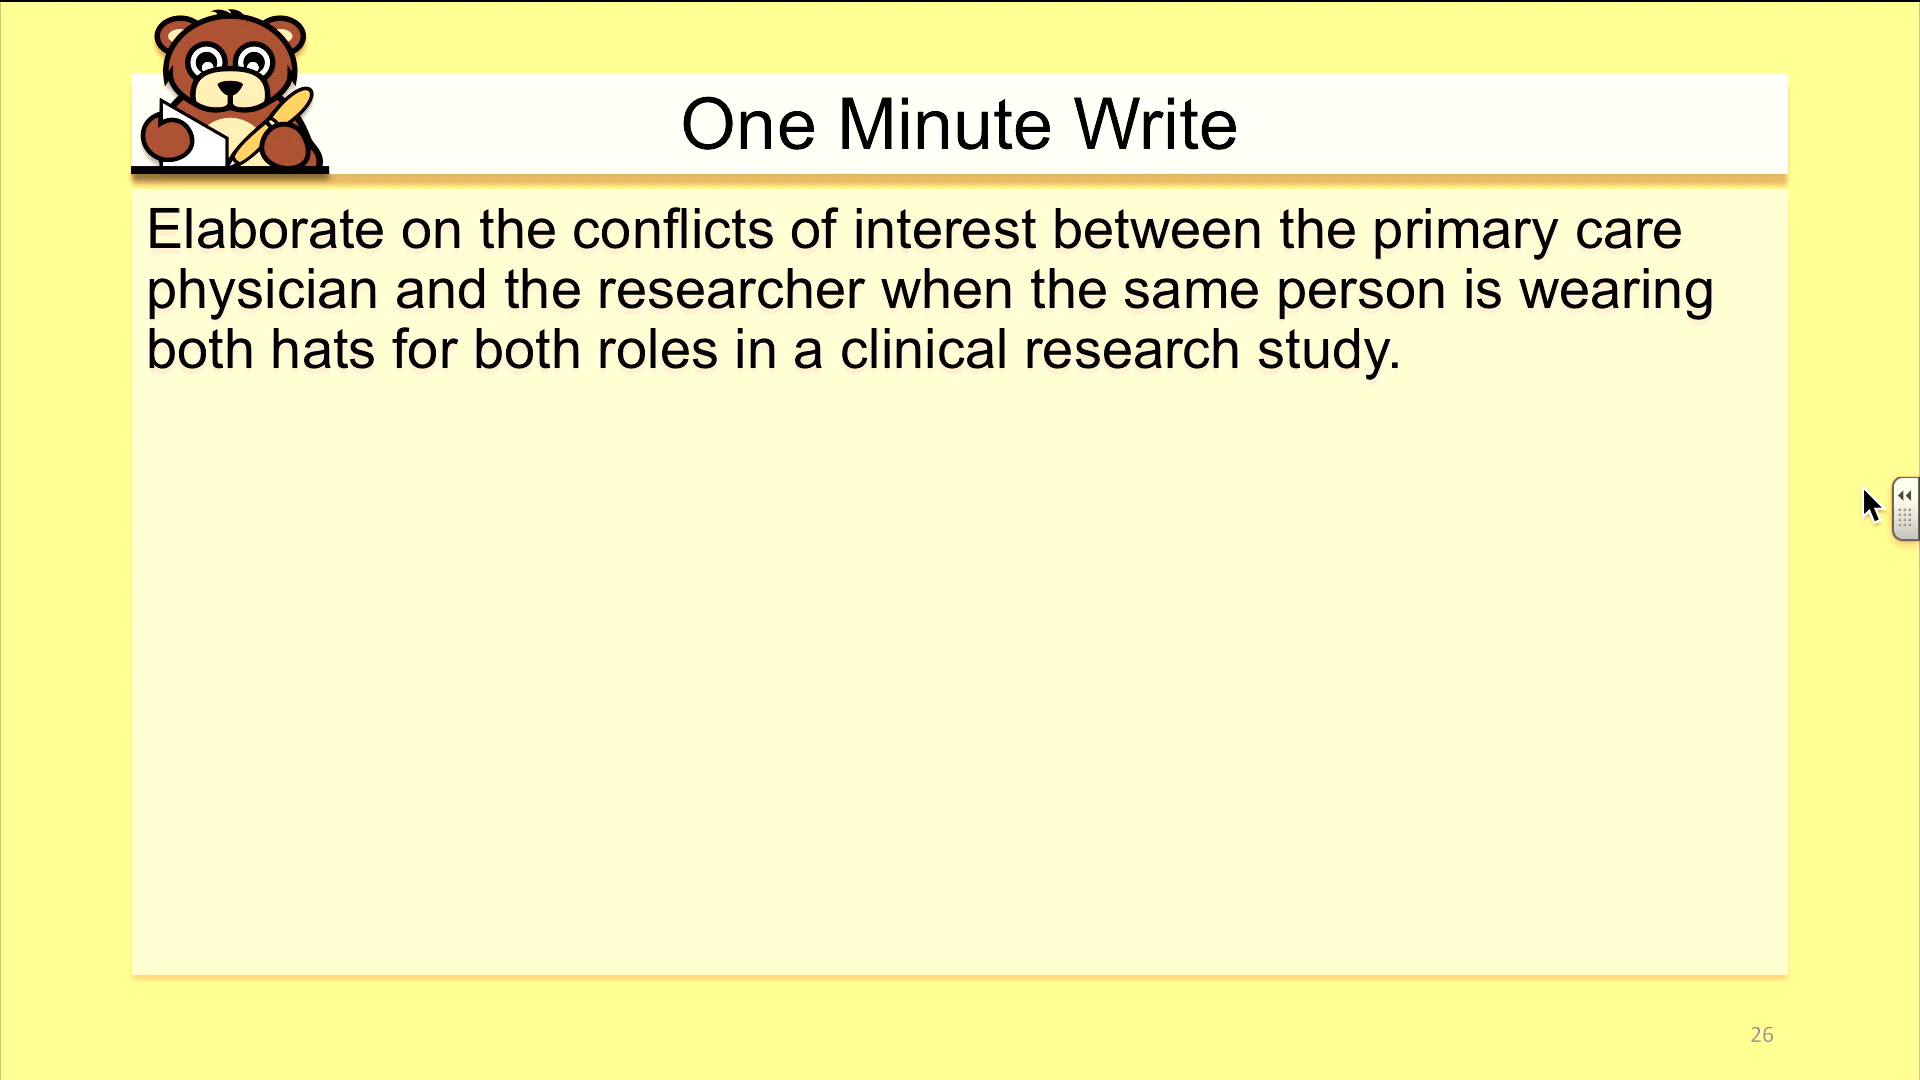 One Minute Write
Elaborate on the conflicts of interest between the primary care
physician and the researcher when the same person is wearing
both hats for both roles in a clinical research study.
26